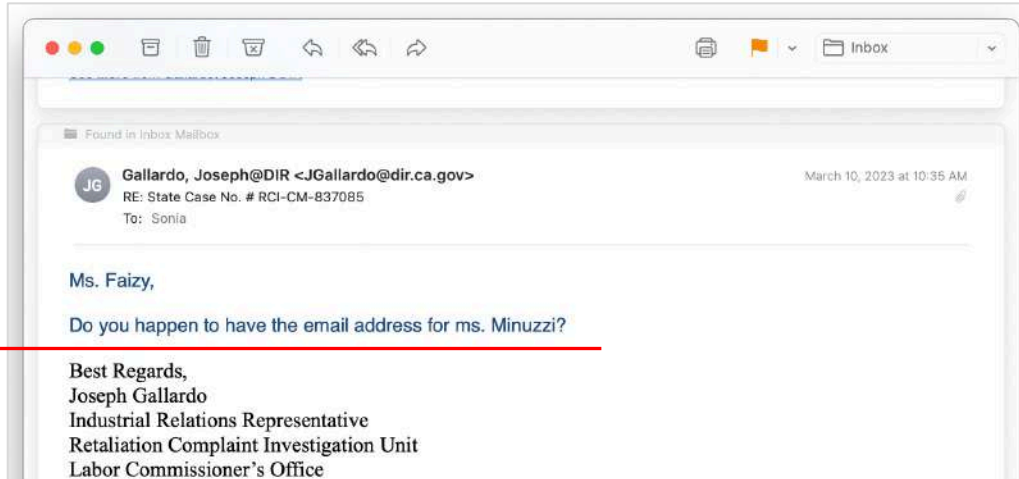 Inbox
Found in Inbox Mailbox
JG
Gallardo, Joseph@DIR <JGallardo@dir.ca.gov>
March 10, 2023 at 10:35 AM
RE: State Case No. # RCI-CM-837085
To: Sonia
Ms. Faizy,
Do you happen to have the email address for ms. Minuzzi?
Best Regards,
Joseph Gallardo
Industrial Relations Representative
Retaliation Complaint Investigation Unit
Labor Commissioner's Office